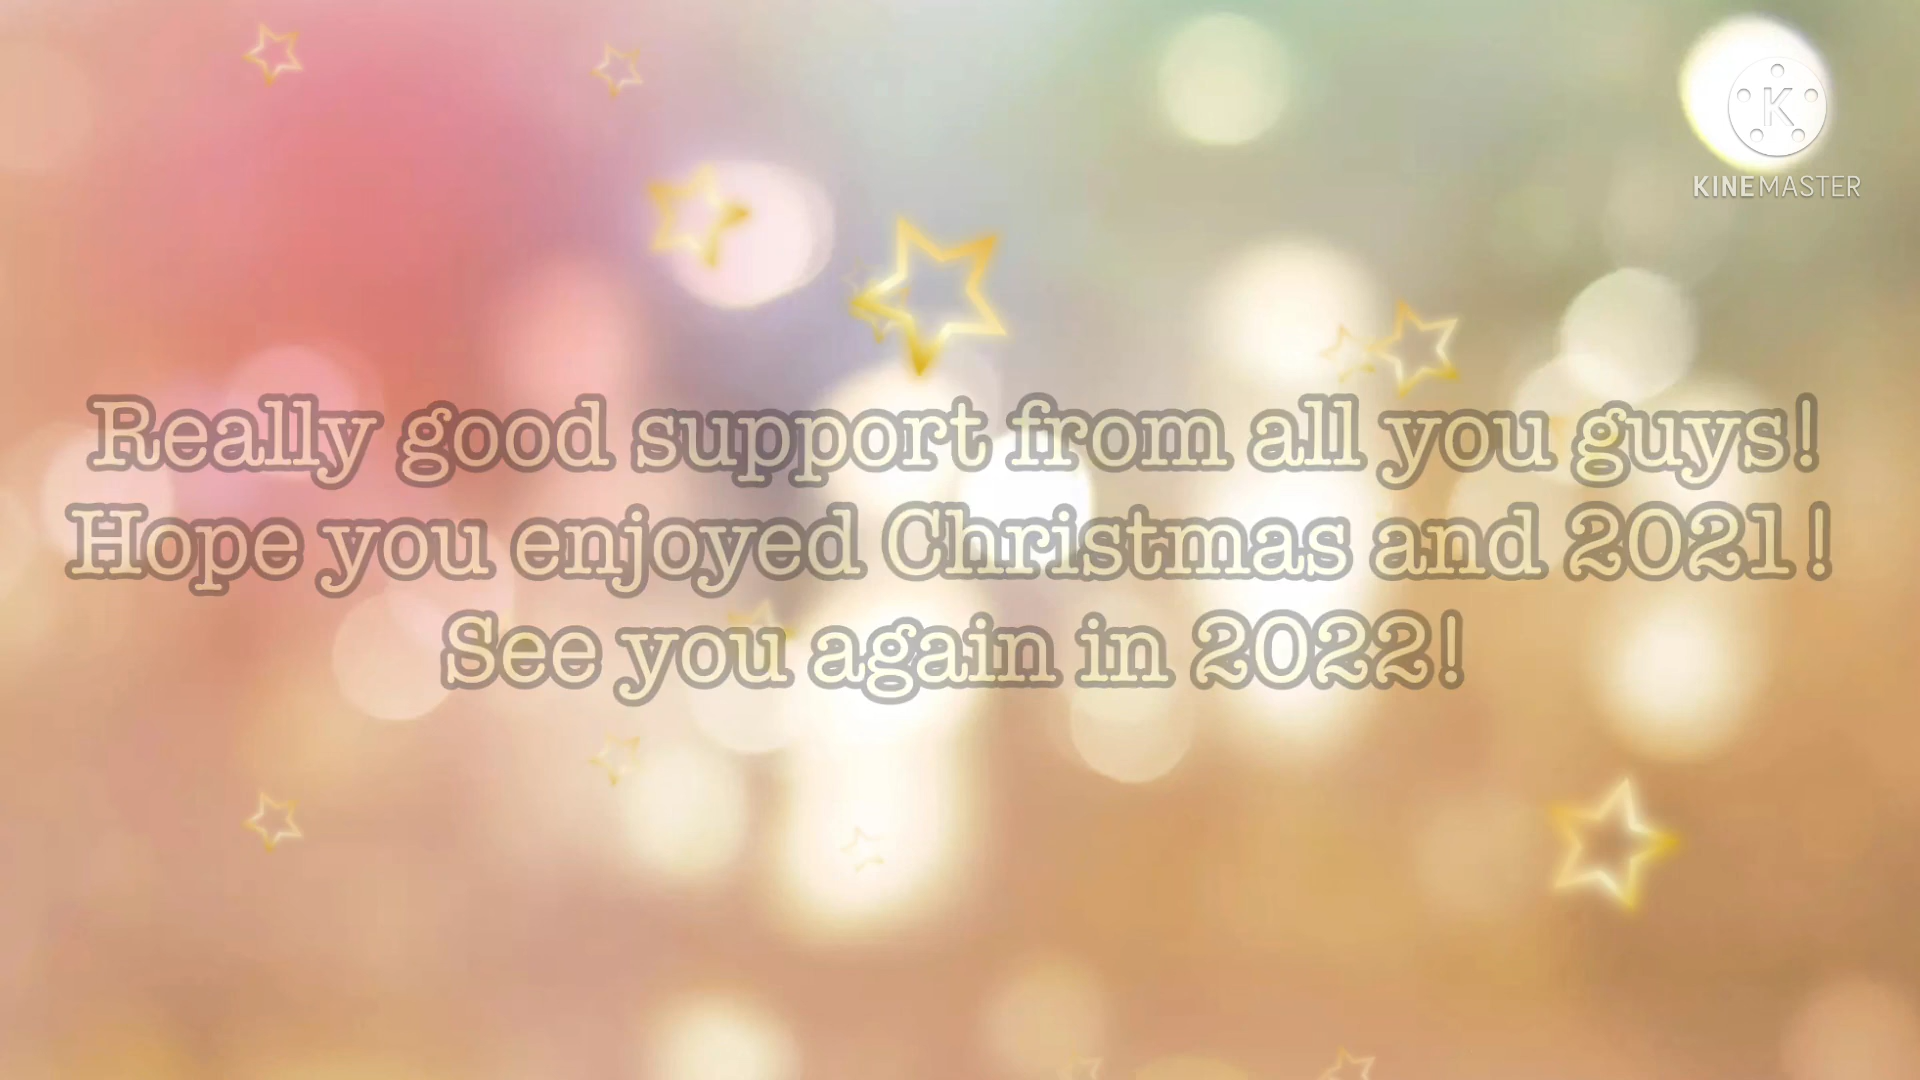 K
KINEMASTER
Really good support from all you guys!
Hope you enjoyed Christmas and 2021!
See you again in 2022!